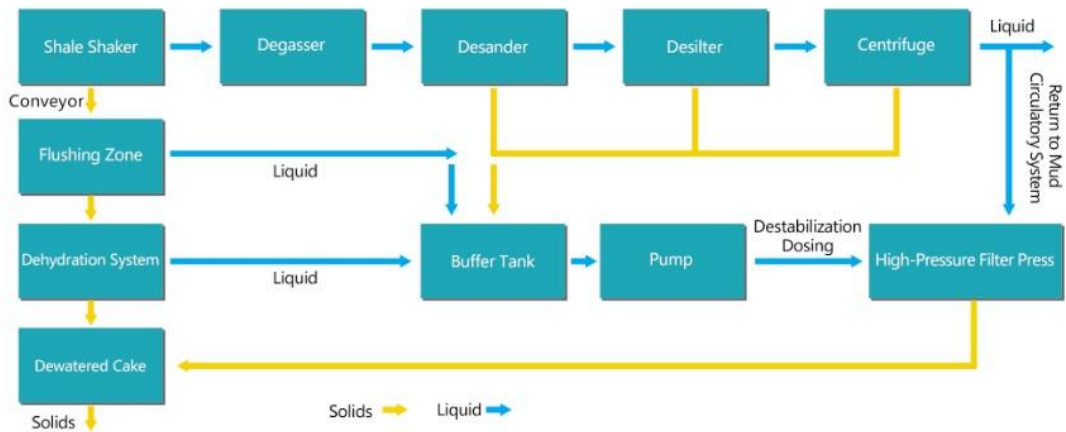 Shale Shaker
Degasser
Desander
Desilter
Centrifuge
Liquid
Conveyor
Return to Mud
Circulatory System
Flushing Zone
Liquid
Destabilization
Dosing
Dehydration System
Liquid
Buffer Tank
Pump
High-Pressure Filter Press
Dewatered Cake
Solids
Solids
Liquid